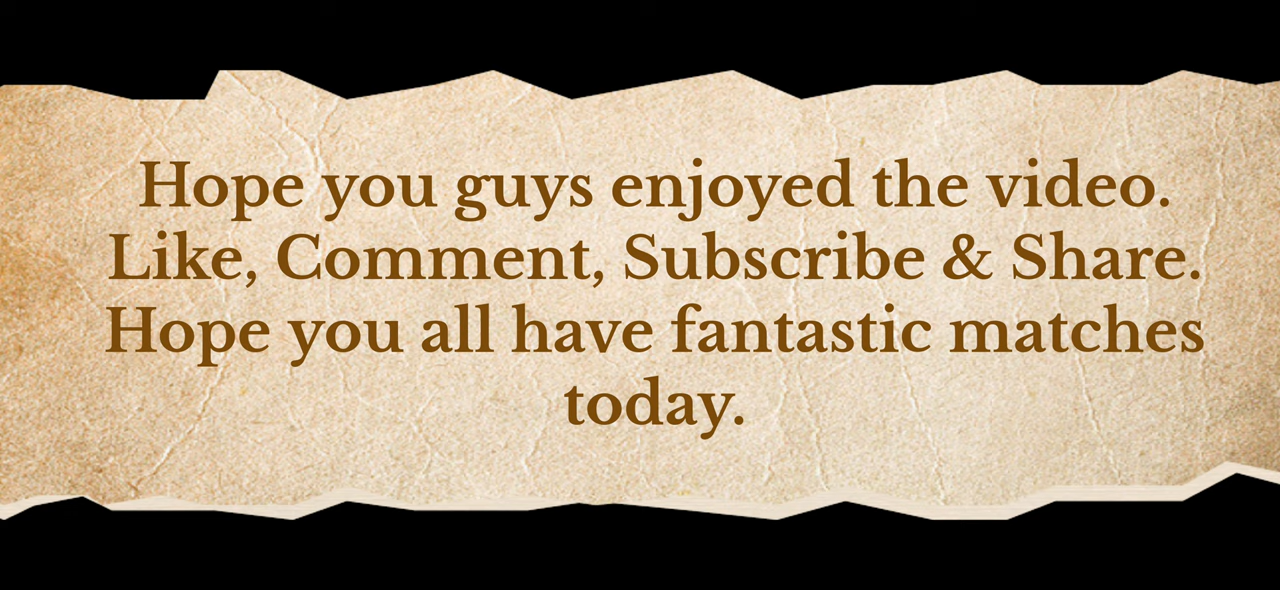 Hope you guys enjoyed the video.
Like, Comment, Subscribe & Share.
Hope you all have fantastic matches
today.